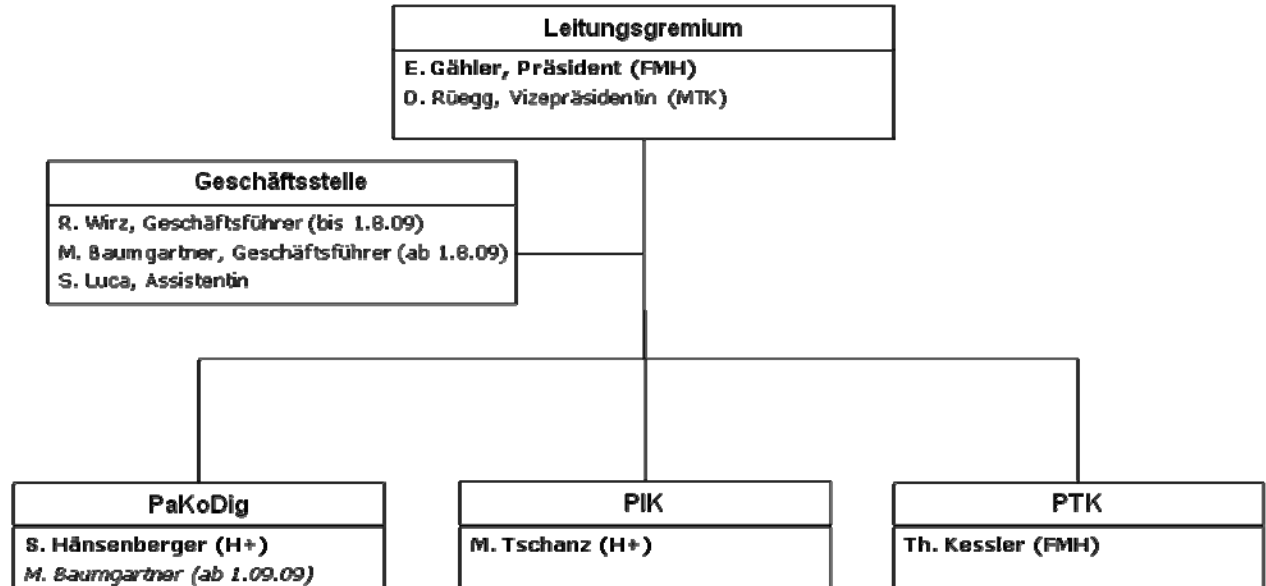 Leitungsgremium
E. Gähler, Präsident (FMH)
D. Rüegg, Vizepräsidentin (MTK)
Geschäftsstelle
R. Wirz, Geschäftsführer (bis 1.8.09)
M. Baumgartner, Geschäftsführer (ab 1.8.09)
S. Luca, Assistentin
PaKoDig
S. Hänsenberger (H+)
M. Baumgartner (ab 1.09.09)
PIK
M. Tschanz (H+)
PTK
Th. Kessler (FMH)